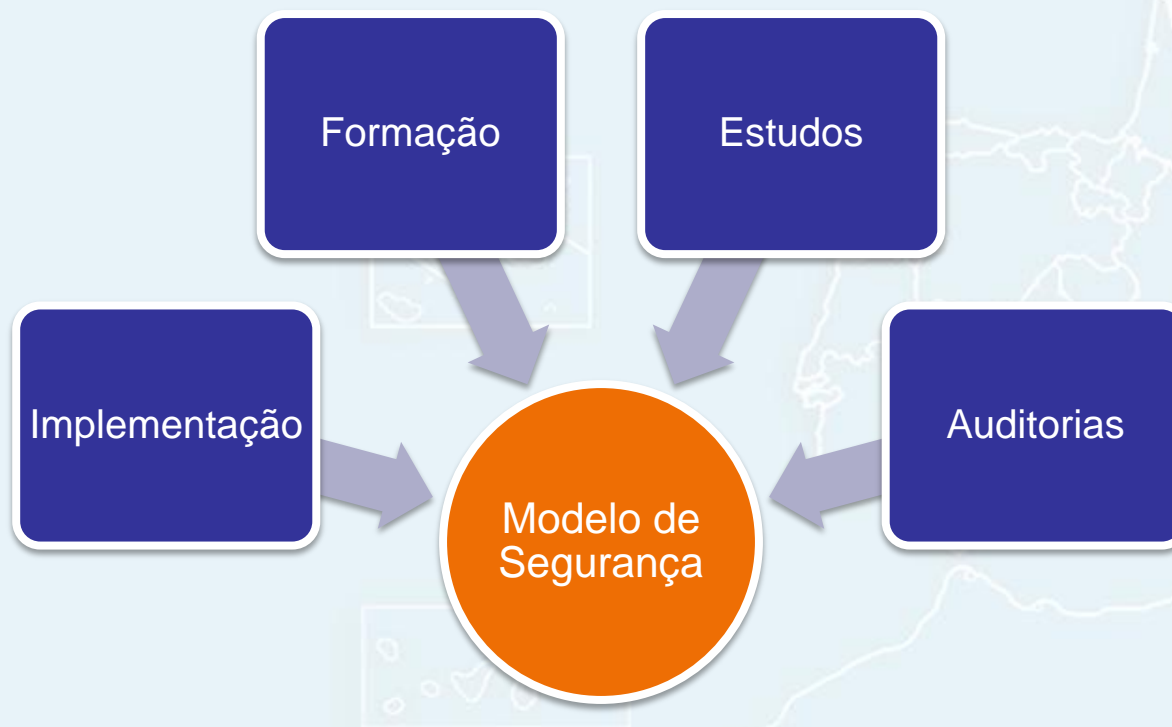 Formação
Estudos
Implementação
Auditorias
Modelo de
Segurança